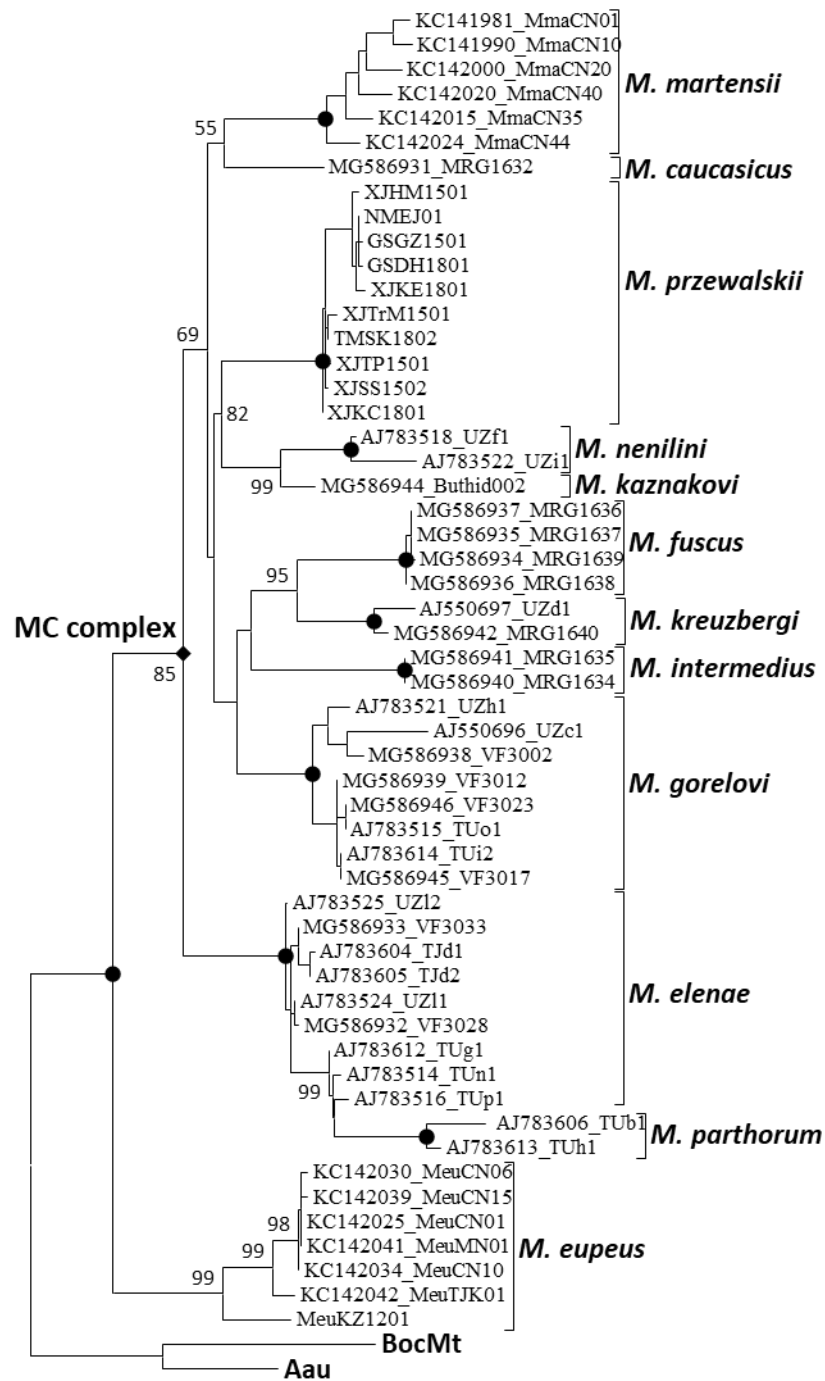 KC141981_MmaCN01
KC141990_MmaCN10
KC142000_MmaCN20
KC142020_MmaCN40
M. martensii
KC142015_MmaCN35
55
KC142024_MmaCN44
MG586931_MRG1632
M. caucasicus
XJHM1501
NMEJ01
GSGZ1501
GSDH1801
M. przewalskii
XJKE1801
XJTrM1501
69
TMSK1802
XJTP1501
XJSS1502
82
XJKC1801
AJ783518_UZf1
M. nenilini
AJ783522_UZi1
99
MG586944_Buthid002
M. kaznakovi
MG586937_MRG1636
MG586935_MRG1637
M. fuscus
MG586934_MRG1639
95
MG586936_MRG1638
AJ550697_UZd1
M. kreuzbergi
MG586942_MRG1640
MC complex
85
MG586941_MRG1635
M. intermedius
MG586940_MRG1634
AJ783521_UZh1
AJ550696_UZc1
MG586938_VF3002
MG586939_VF3012
M. gorelovi
MG586946_VF3023
AJ783515_TUo1
AJ783614_TUi2
MG586945_VF3017
AJ783525_UZl2
MG586933_VF3033
AJ783604_TJd1
AJ783605_TJd2
M. elenae
AJ783524_UZl1
MG586932_VF3028
AJ783612_TUg1
AJ783514_TUn1
99
AJ783516_TUp1
AJ783606_TUb1
M. parthorum
AJ783613_TUh1
KC142030_MeuCN06
KC142039_MeuCN15
98
KC142025_MeuCN01
KC142041_MeuMN01
M. eupeus
99
KC142034_MeuCN10
99
KC142042_MeuTJK01
MeuKZ1201
BocMt
Aau